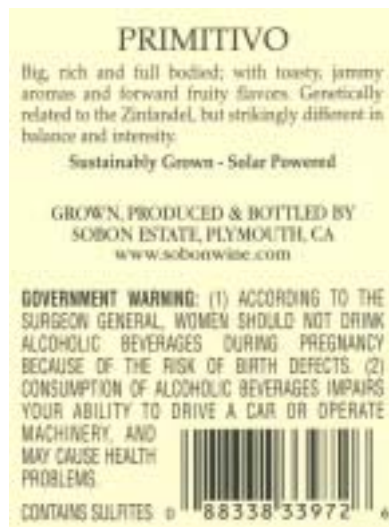 PRIMITIVO
Big, rich and full bodied; with toasty, jammy
aromas and forward fruity flavors. Genetically
related to the Zinfandel, but strikingly different in
balance and intensity.
Sustainably Grown - Solar Powered
GROWN, PRODUCED & BOTTLED BY
SOBON ESTATE, PLYMOUTH, CA
www.sobonwine.com
GOVERNMENT WARNING: (1) ACCORDING TO THE
SURGEON GENERAL, WOMEN SHOULD NOT DRINK
ALCOHOLIC BEVERAGES DURING PREGNANCY
BECAUSE OF THE RISK OF BIRTH DEFECTS. (2)
CONSUMPTION OF ALCOHOLIC BEVERAGES IMPAIRS
YOUR ABILITY TO DRIVE A CAR OR OPERATE
MACHINERY, AND
MAY CAUSE HEALTH
PROBLEMS.
CONTAINS SULFITES 0 88338 33972 6